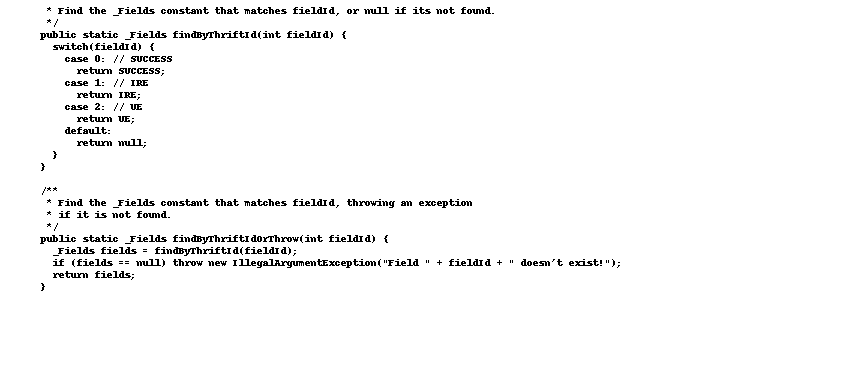 * Find the _Fields constant that matches fieldId, or null if its not found.
 */
public static _Fields findByThriftId(int fieldId) {
  switch(fieldId) {
    case 0: // SUCCESS
      return SUCCESS;
    case 1: // IRE
      return IRE;
    case 2: // UE
      return UE;
    default:
      return null;
  }
}
/**
 * Find the _Fields constant that matches fieldId, throwing an exception
 * if it is not found.
 */
public static _Fields findByThriftIdOrThrow(int fieldId) {
  _Fields fields = findByThriftId(fieldId);
  if (fields == null) throw new IllegalArgumentException("Field " + fieldId + " doesn't exist!");
  return fields;
}